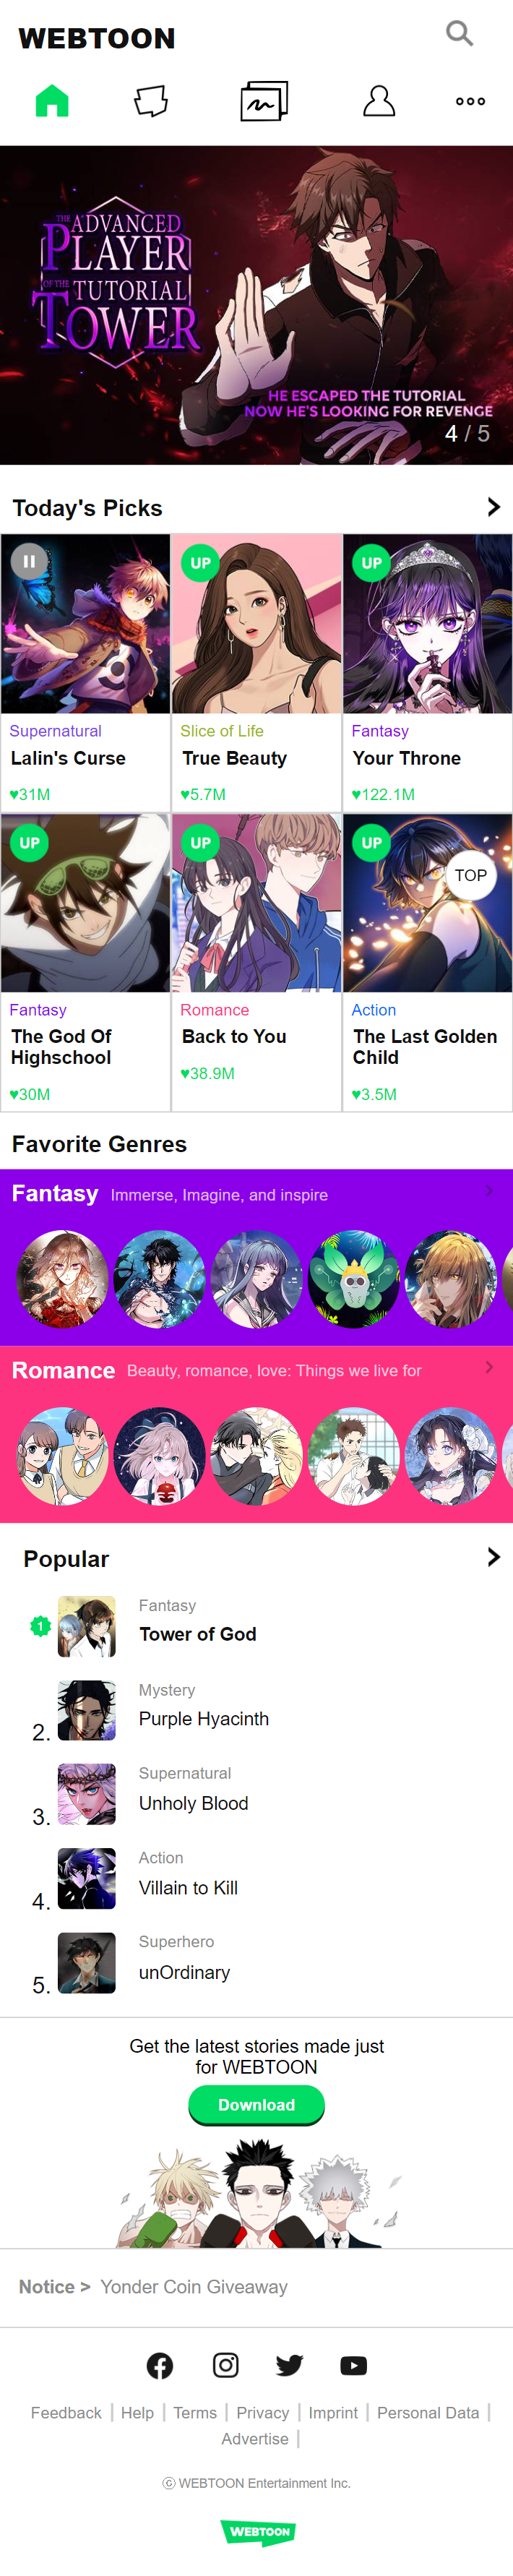 WEBTOON
THE ADVANCED
PLAYER
OF THE TUTORIAL
TOWER
HE ESCAPED THE TUTORIAL
NOW HE'S LOOKING FOR REVENGE
4 / 5
Today's Picks
UP
UP
Supernatural
Slice of Life
Fantasy
Lalin's Curse
True Beauty
Your Throne
♥31M
♥5.7M
♥122.1M
UP
UP
UP
TOP
Fantasy
Romance
Action
The God Of
Highschool
Back to You
The Last Golden
Child
♥30M
♥38.9M
♥3.5M
Favorite Genres
Fantasy Immerse, Imagine, and inspire
Romance Beauty, romance, love: Things we live for
Popular
1
Fantasy
Tower of God
2.
Mystery
Purple Hyacinth
3.
Supernatural
Unholy Blood
4.
Action
Villain to Kill
5.
Superhero
unOrdinary
Get the latest stories made just
for WEBTOON
Download
Notice > Yonder Coin Giveaway
Feedback | Help | Terms | Privacy | Imprint | Personal Data |
Advertise |
Ⓒ WEBTOON Entertainment Inc.
WEBTOON